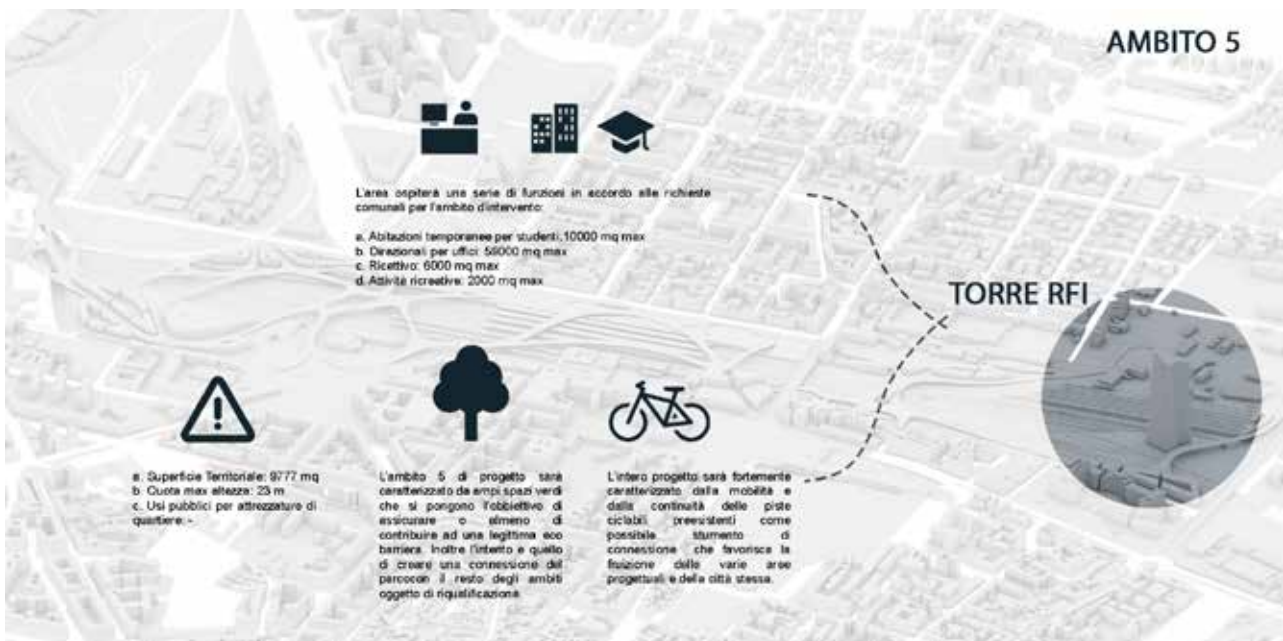 AMBITO 5
L'area ospiterà una serie di funzioni in accordo alle richieste
comunali per l'ambito d'intervento:
a. Abitazioni temporanee per studenti: 10000 mq max
b. Direzionali per uffici: 58000 mq max
c. Ricettivo: 6000 mq max
d. Attività ricreative: 2000 mq max
TORRE RFI
a. Superficie Territoriale: 9777 mq
b. Quota max altezza: 23 m
c. Usi pubblici per attrezzature di
quartiere: -
L'ambito 5 di progetto sarà
caratterizzato da ampi spazi verdi
che si pongono l'obbiettivo di
assicurare o almeno di
contribuire ad una legittima eco
barriera. Inoltre l'intento e quello
di creare una connessione del
parcocon il resto degli ambiti
oggetto di riqualificazione.
L'intero progetto sarà fortemente
caratterizzato dalla mobilità e
dalla continuità delle piste
ciclabili preesistenti come
possibile strumento di
connessione che favorisca la
fruizione delle varie aree
progettuali e della città stessa.